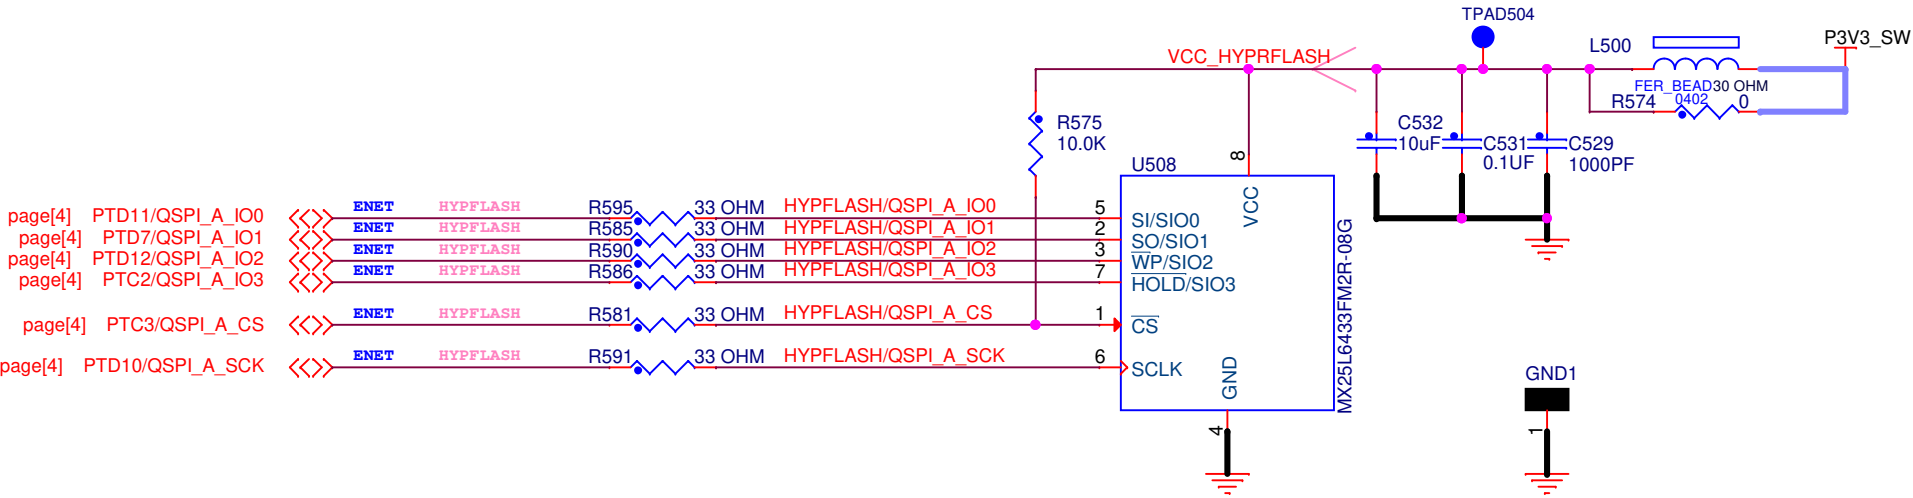 TPAD504
P3V3_SW
L500
VCC_HYPRFLASH
FER_BEAD 30 OHM
0402
R574 0
R575
10.0K
C532
10uF
C531
0.1UF
C529
1000PF
U508
8
VCC
page[4] PTD11/QSPI_A_IO0 ENET HYPFLASH R595 33 OHM HYPFLASH/QSPI_A_IO0 5 SI/SIO0
page[4] PTD7/QSPI_A_IO1 ENET HYPFLASH R585 33 OHM HYPFLASH/QSPI_A_IO1 2 SO/SIO1
page[4] PTD12/QSPI_A_IO2 ENET HYPFLASH R590 33 OHM HYPFLASH/QSPI_A_IO2 3 WP/SIO2
page[4] PTC2/QSPI_A_IO3 ENET HYPFLASH R586 33 OHM HYPFLASH/QSPI_A_IO3 7 HOLD/SIO3
page[4] PTC3/QSPI_A_CS ENET HYPFLASH R581 33 OHM HYPFLASH/QSPI_A_CS 1 CS
page[4] PTD10/QSPI_A_SCK ENET HYPFLASH R591 33 OHM HYPFLASH/QSPI_A_SCK 6 SCLK
MX25L6433FM2R-08G
GND
4
GND1
1